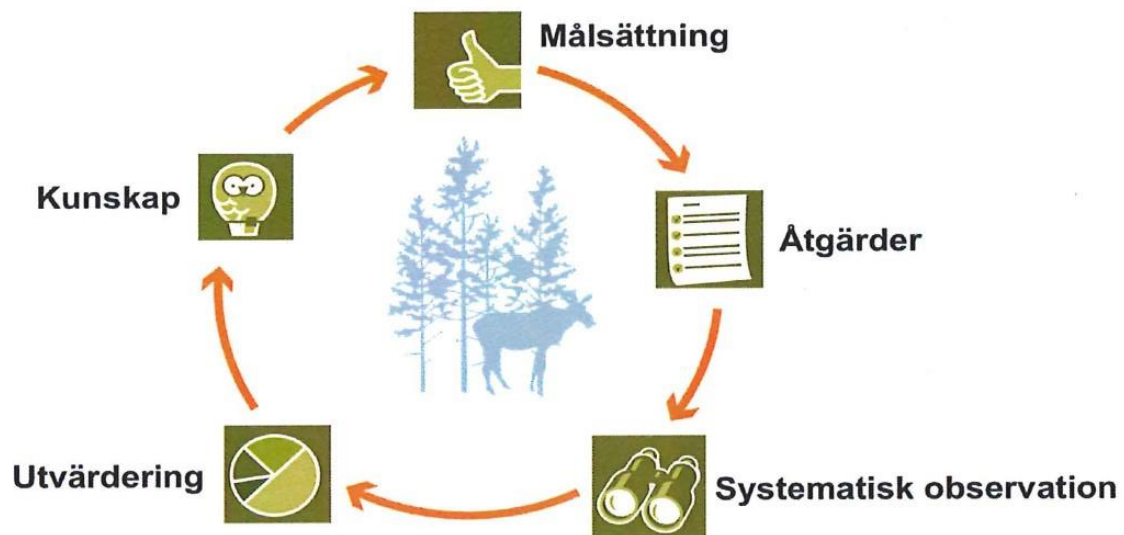 Målsättning
Kunskap
Åtgärder
Utvärdering
Systematisk observation